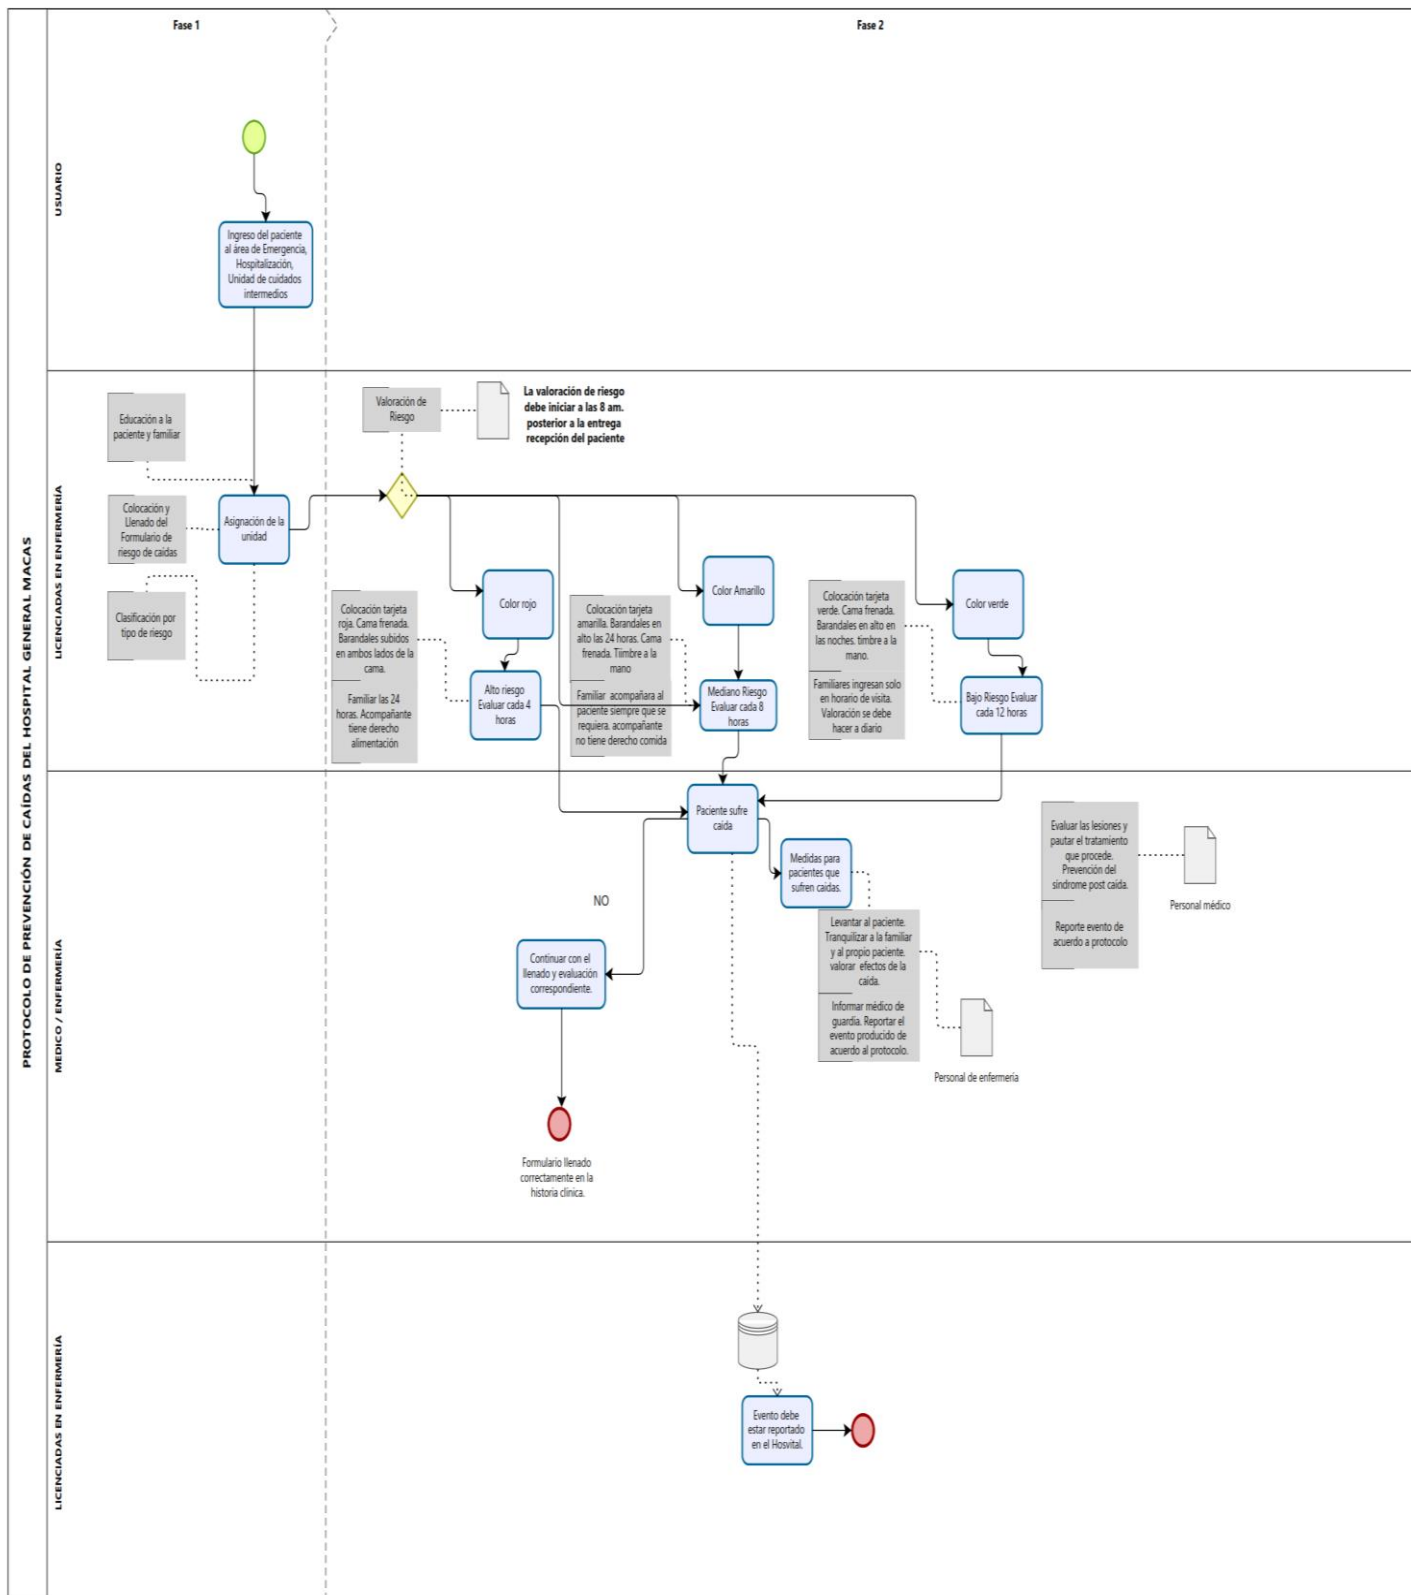 Fase 1
Fase 2
PROTOCOLO DE PREVENCIÓN DE CAÍDAS DEL HOSPITAL GENERAL MACAS
USUARIO
Ingreso del paciente
al área de Emergencia,
Hospitalización,
Unidad de cuidados
intermedios
LICENCIADAS EN ENFERMERÍA
Educación a la
paciente y familiar
Colocación y
Llenado del
Formulario de
riesgo de caidas
Clasificación por
tipo de riesgo
Asignación de la
unidad
Valoración de
Riesgo
La valoración de riesgo
debe iniciar a las 8 am.
posterior a la entrega
recepción del paciente
Colocación tarjeta
roja. Cama frenada.
Barandales subidos
en ambos lados de la
cama.
Familiar las 24
horas. Acompañante
tiene derecho
alimentación
Color rojo
Alto riesgo
Evaluar cada 4
horas
Colocación tarjeta
amarilla. Barandales en
alto las 24 horas. Cama
frenada. Tiimbre a la
mano
Familiar acompañara al
paciente siempre que se
requiera. acompañante
no tiene derecho comida
Color Amarillo
Mediano Riesgo
Evaluar cada 8
horas
Colocación tarjeta
verde. Cama frenada.
Barandales en alto en
las noches. timbre a la
mano.
Familiares ingresan solo
en horario de visita.
Valoración se debe
hacer a diario
Color verde
Bajo Riesgo Evaluar
cada 12 horas
MEDICO / ENFERMERÍA
Paciente sufre
caida
NO
Continuar con el
llenado y evaluación
correspondiente.
Formulario llenado
correctamente en la
historia clinica.
Medidas para
pacientes que
sufren caidas.
Levantar al paciente.
Tranquilizar a la familiar
y al propio paciente.
valorar efectos de la
caida.
Informar médico de
guardia. Reportar el
evento producido de
acuerdo al protocolo.
Personal de enfermería
Evaluar las lesiones y
pautar el tratamiento
que procede.
Prevención del
sindrome post caida.
Reporte evento de
acuerdo a protocolo
Personal médico
LICENCIADAS EN ENFERMERÍA
Evento debe
estar reportado
en el Hosvital.